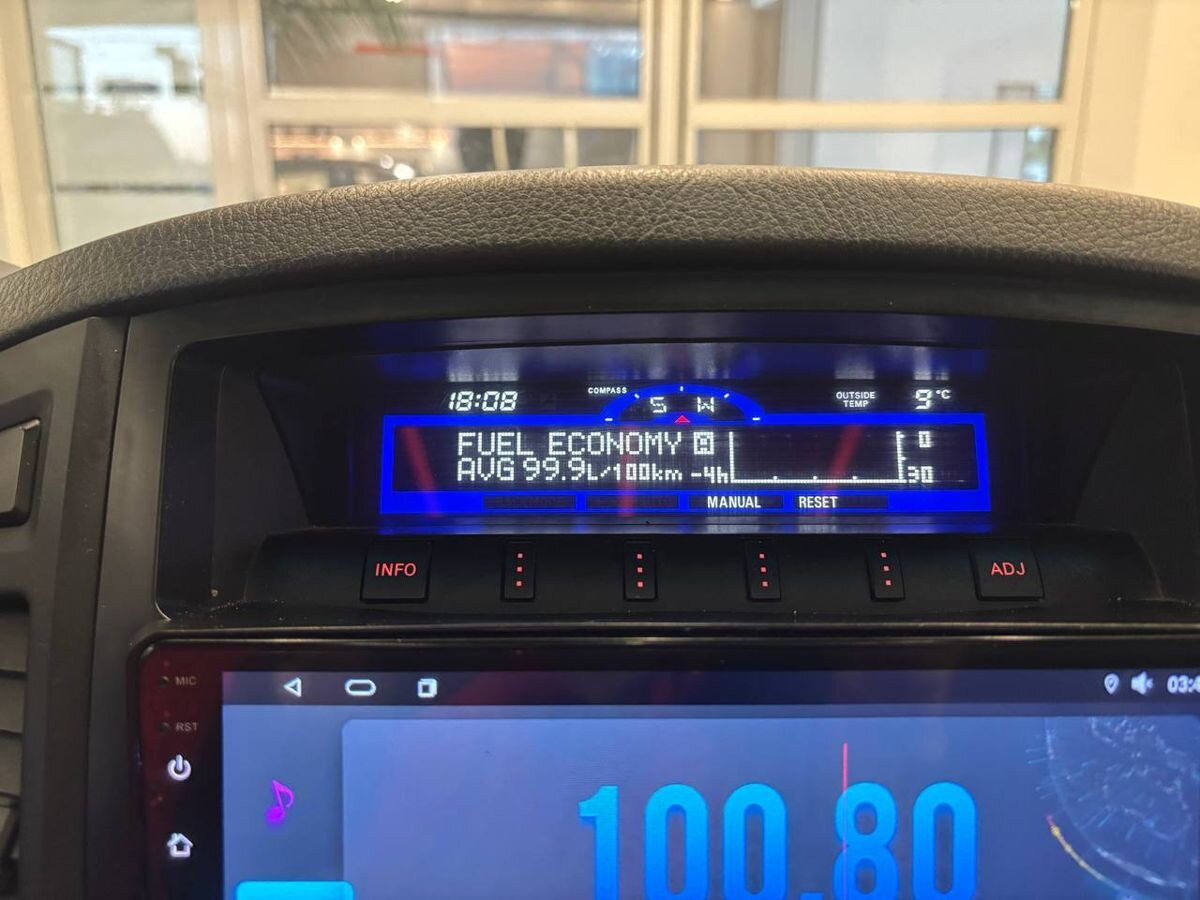 18:08 COMPASS S W OUTSIDE TEMP 9°C
FUEL ECONOMY 0
AVG 99.9L/100km -4h 30
MANUAL RESET
INFO ADJ
MIC
RST
100.80